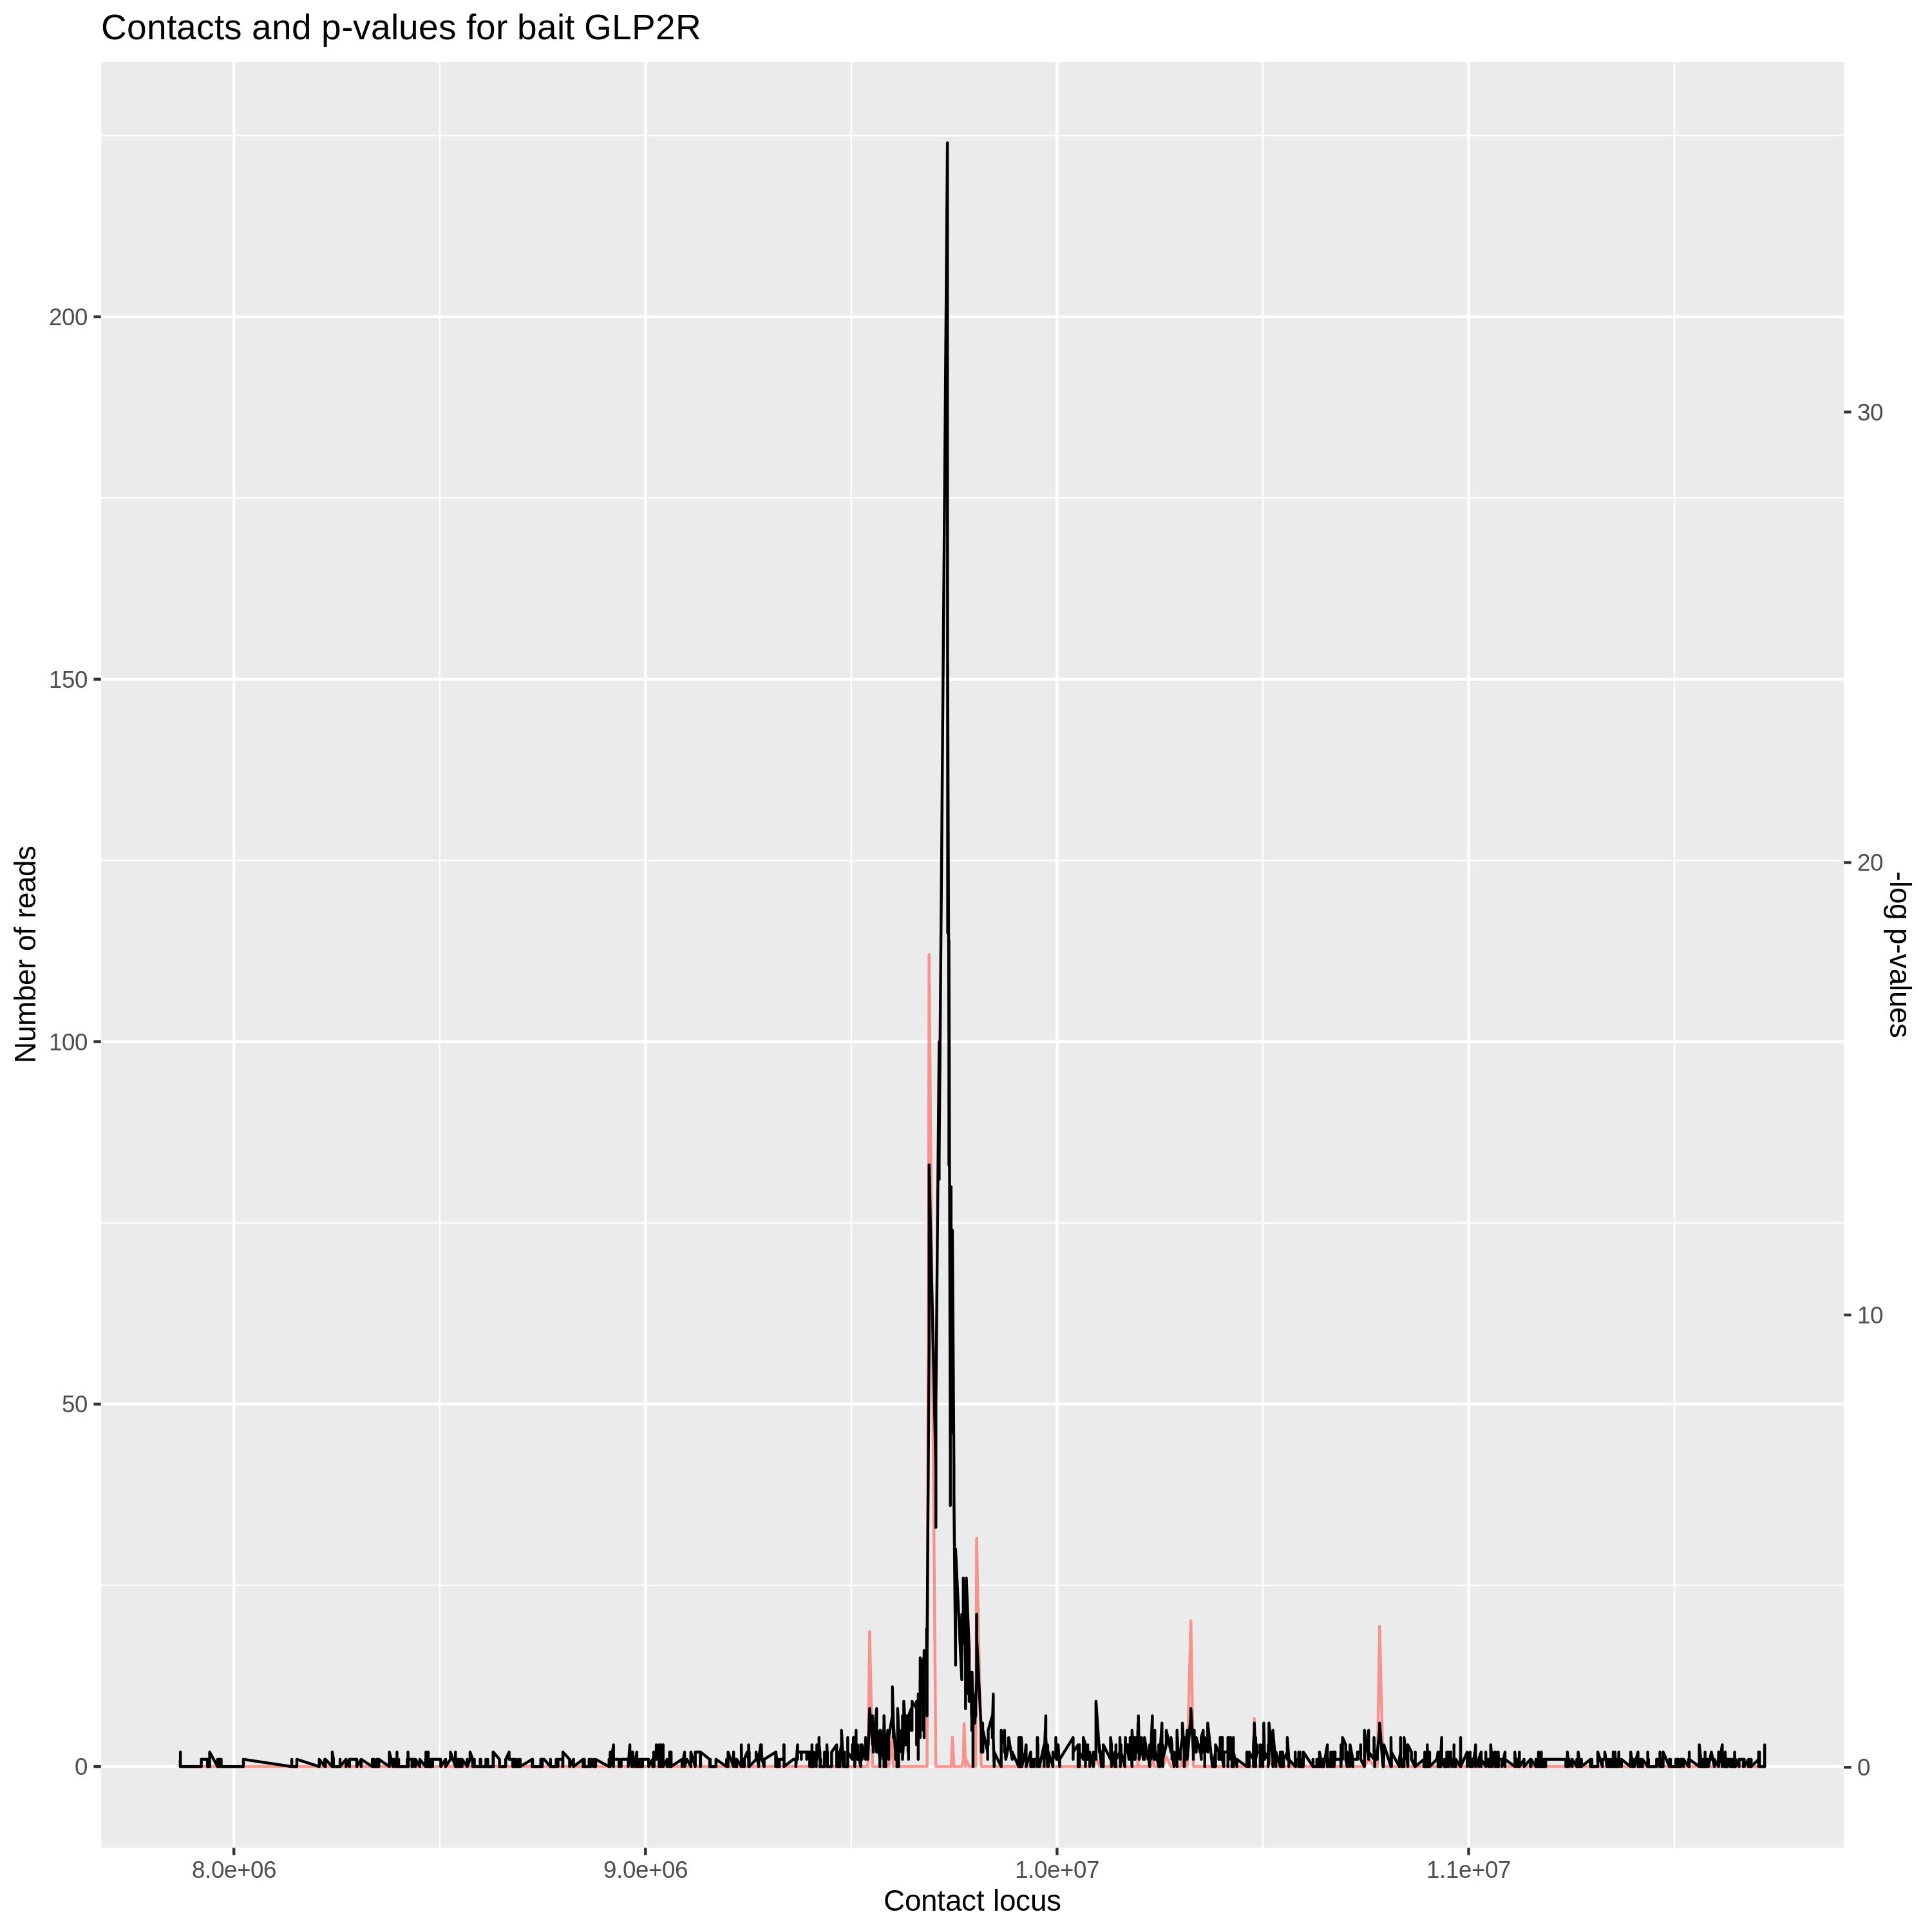 Contacts and p-values for bait GLP2R
Number of reads
200
150
100
50
0
30
20
10
0
-log p-values
8.0e+06
9.0e+06
1.0e+07
1.1e+07
Contact locus